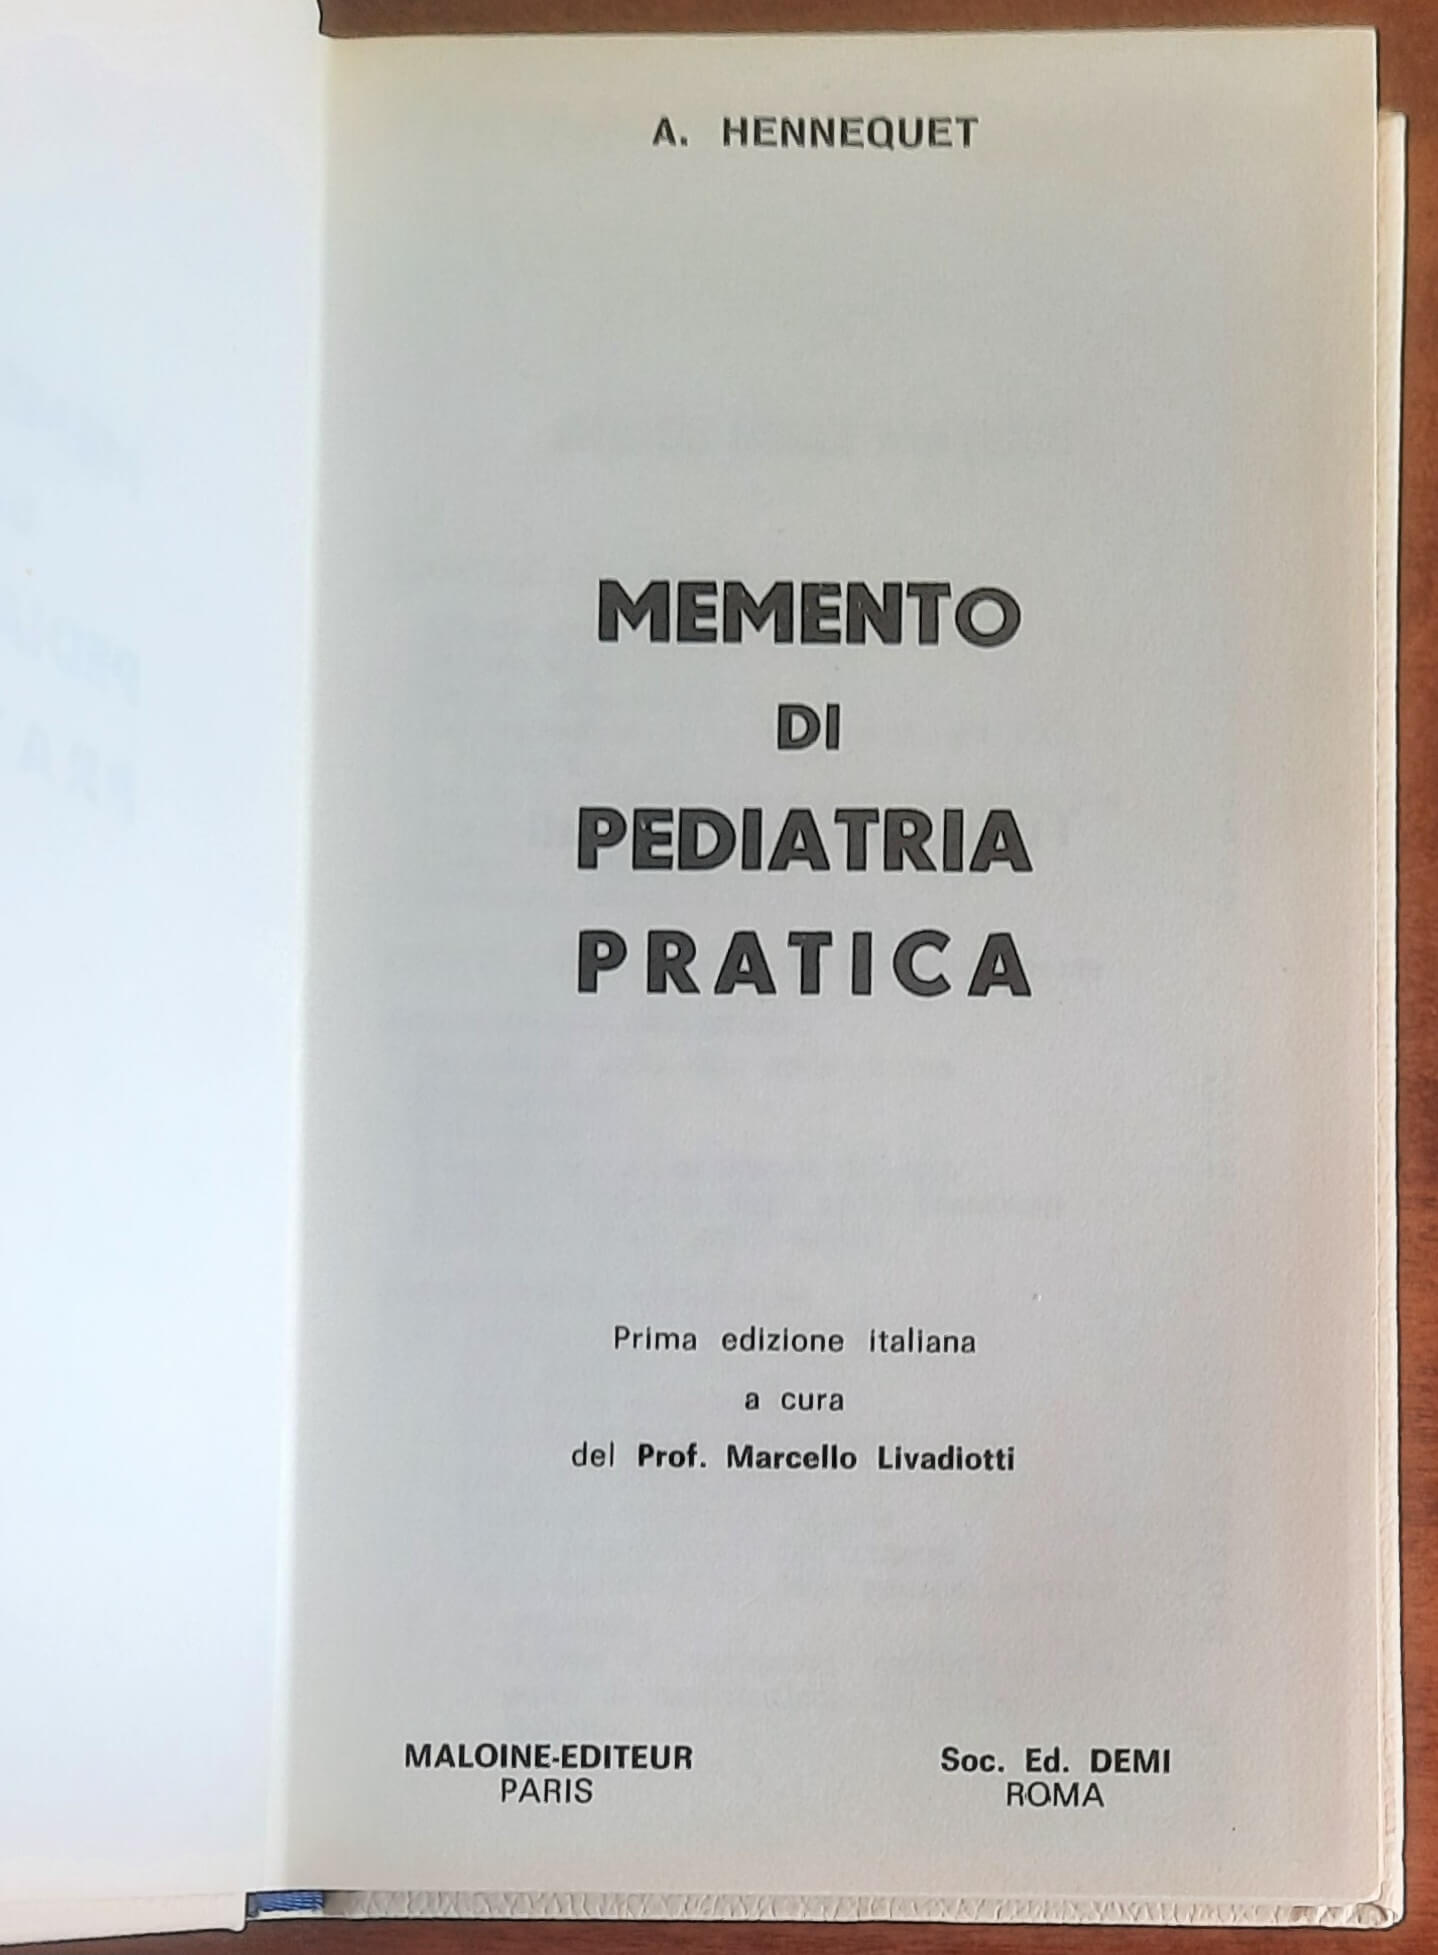 A. HENNEQUET
MEMENTO
DI
PEDIATRIA
PRATICA
Prima edizione italiana
a cura
del Prof. Marcello Livadiotti
MALOINE-EDITEUR
PARIS
Soc. Ed. DEMI
ROMA